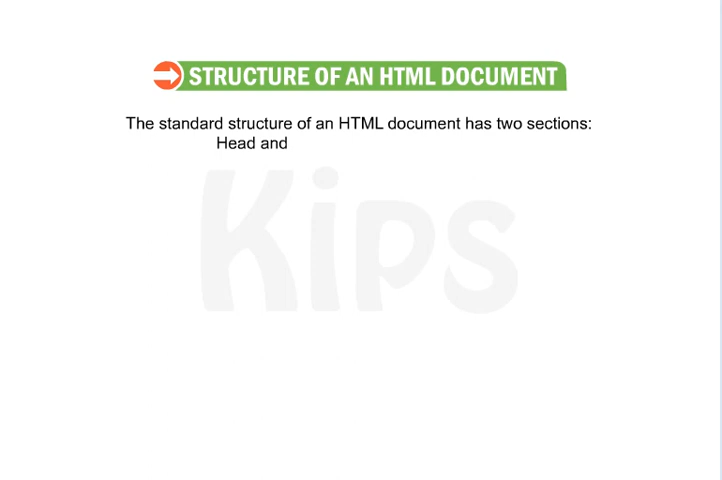 STRUCTURE OF AN HTML DOCUMENT
The standard structure of an HTML document has two sections:
Head and
Kips